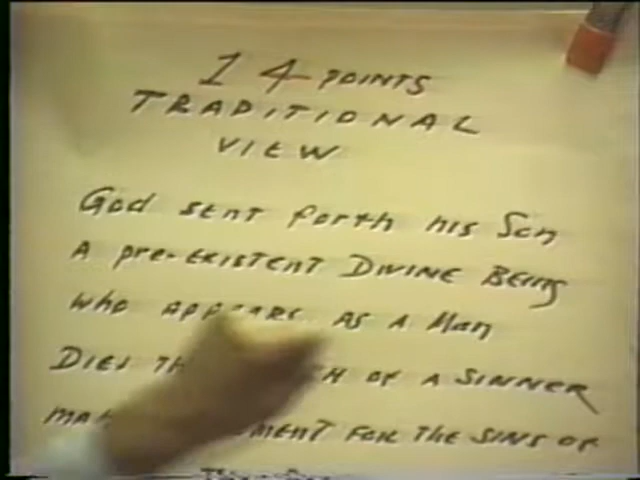 14 POINTS
TRADITIONAL
VIEW
God sent forth his Son
A pre-existent Divine Being
who appears as a Man
Dies OF A SINNER
FOR THE SINS OF